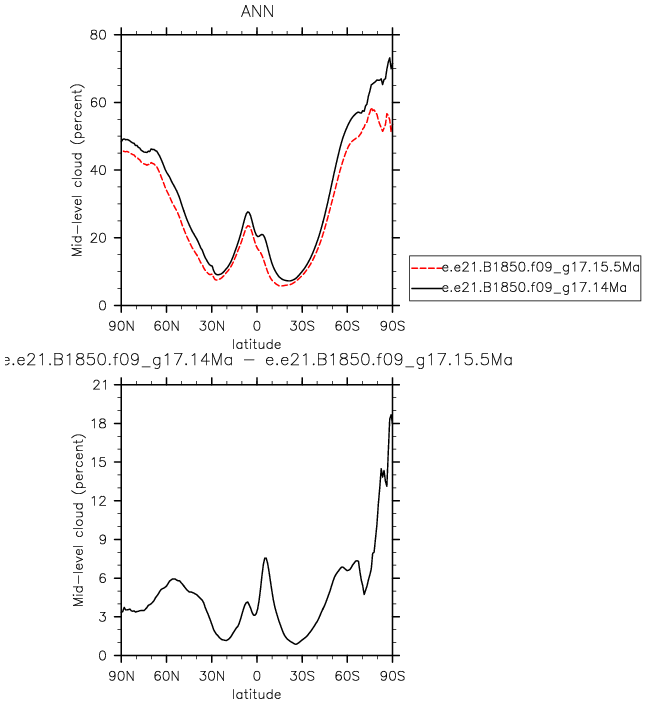 ANN
80
60
40
20
0
Mid-level cloud (percent)
90N 60N 30N 0 30S 60S 90S
latitude
e.e21.B1850.f09_g17.15.5Ma
e.e21.B1850.f09_g17.14Ma
e.e21.B1850.f09_g17.14Ma - e.e21.B1850.f09_g17.15.5Ma
21
18
15
12
9
6
3
0
Mid-level cloud (percent)
90N 60N 30N 0 30S 60S 90S
latitude